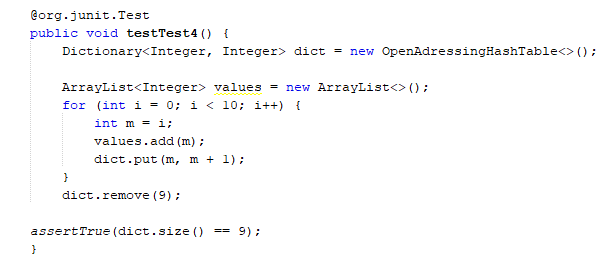 @org.junit.Test
public void testTest4() {
    Dictionary<Integer, Integer> dict = new OpenAdressingHashTable<>();

    ArrayList<Integer> values = new ArrayList<>();
    for (int i = 0; i < 10; i++) {
        int m = i;
        values.add(m);
        dict.put(m, m + 1);
    }
    dict.remove(9);

assertTrue(dict.size() == 9);
}